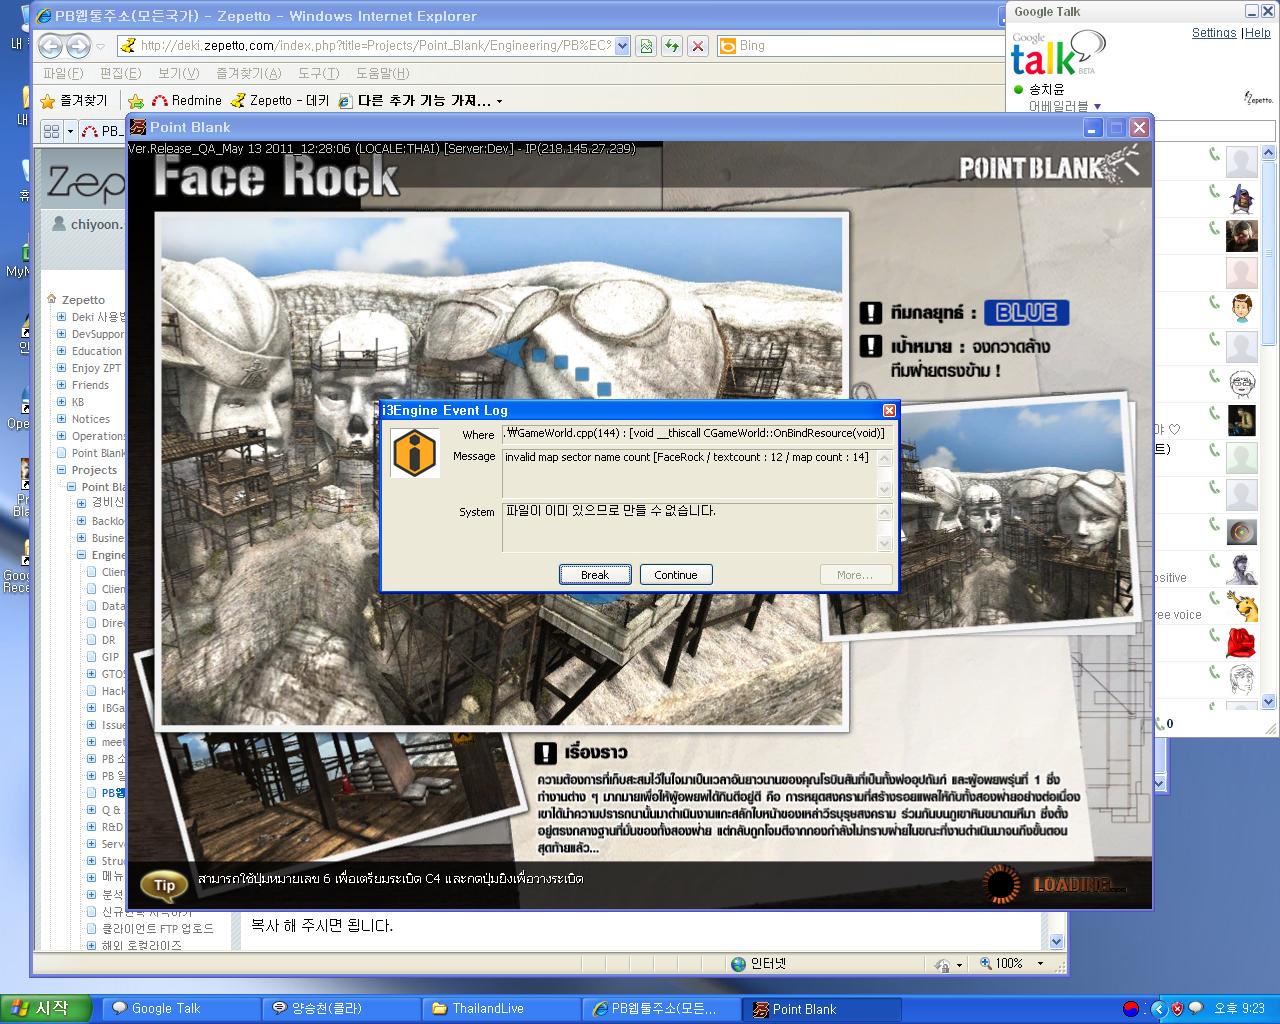 PB웹툴주소(모든국가) - Zepetto - Windows Internet Explorer
http://deki.zepetto.com/index.php?title=Projects/Point_Blank/Engineering/PB%EC%
Bing
파일(F) 편집(E) 보기(V) 즐겨찾기(A) 도구(T) 도움말(H)
즐겨찾기 Redmine Zepetto - 데키 다른 추가 기능 가져...
PB_
Google Talk
Settings | Help
Google talk BETA
송치윤
어베일러블
zepetto.
Point Blank
Ver.Release_QA_May 13 2011_12:28:06 (LOCALE:THAI) [Server:Dev] - IP(218.145.27.239)
Face Rock
POINT BLANK
ทีมกลยุทธ์ : BLUE
เป้าหมาย : จงกวาดล้าง
ทีมฝ่ายตรงข้าม !
i3Engine Event Log
Where .₩GameWorld.cpp(144) : [void __thiscall CGameWorld::OnBindResource(void)]
Message invalid map sector name count [FaceRock / textcount : 12 / map count : 14]
System 파일이 이미 있으므로 만들 수 없습니다.
Break Continue More...
เรื่องราว
ความต้องการที่เก็บสะสมไว้ในใจมาเป็นเวลาอันยาวนานของคุณโรบินสันที่เป็นทั้งพ่ออุปถัมภ์ และผู้อพยพรุ่นที่ 1 ซึ่ง
ทำงานต่าง ๆ มากมายเพื่อให้ผู้อพยพได้กินดีอยู่ดี คือ การหยุดสงครามที่สร้างรอยแผลให้กับทั้งสองฝ่ายอย่างต่อเนื่อง
เขาได้นำความปรารถนานั้นมาดำเนินงานแกะสลักใบหน้าของเหล่าวีรบุรุษสงคราม ร่วมกันบนภูเขาหินขนาดมหึมา ซึ่งตั้ง
อยู่ตรงกลางฐานที่มั่นของทั้งสองฝ่าย แต่กลับถูกโจมตีจากกองกำลังไม่ทราบฝ่ายในขณะที่งานดำเนินมาจนถึงขั้นตอน
สุดท้ายแล้ว...
Tip สามารถใช้ปุ่มหมายเลข 6 เพื่อเตรียมระเบิด C4 และกดปุ่มยิงเพื่อวางระเบิด
LOADING...
Zep
chiyoon.
Zepetto
Deki 사용법
DevSuppor
Education
Enjoy ZPT
Friends
KB
Notices
Operations
Point Blank
Projects
Point Bla
경비신
Backlo
Busine
Engine
Clien
Clien
Data
Direc
DR
GIP
GTOS
Hack
IBGa
Issue
meet
PB 소
PB 일
PB웹
Q &
R&D
Serve
Struc
메뉴
분석
클라이언트 FTP 업로드
해외 로컬라이즈
복사 해 주시면 됩니다.
ositive
ree voice
0
인터넷
100%
시작 Google Talk 양승천(클라) ThailandLive PB웹툴주소(모든... Point Blank 오후 9:23